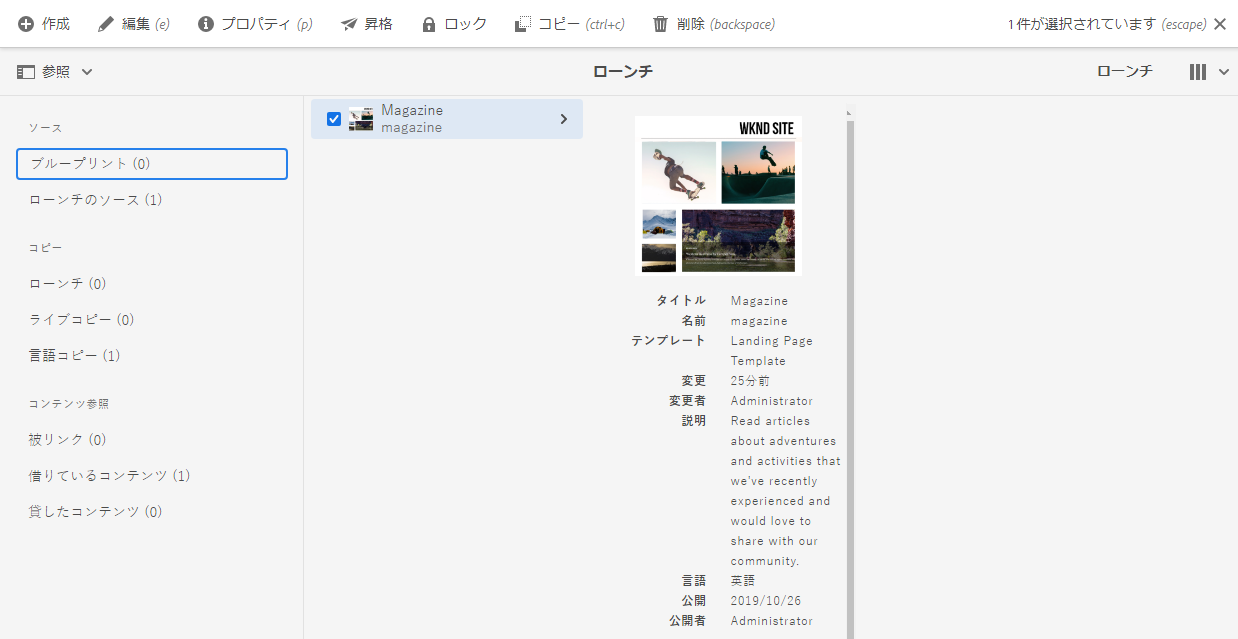 作成 編集 (e) プロパティ (p) 昇格 ロック コピー (ctrl+c) 削除 (backspace) 1 件が選択されています (escape)
参照 ローンチ ローンチ
ソース
ブループリント (0)
ローンチのソース (1)
コピー
ローンチ (0)
ライブコピー (0)
言語コピー (1)
コンテンツ参照
被リンク (0)
借りているコンテンツ (1)
貸したコンテンツ (0)
Magazine
magazine
WKND SITE
タイトル Magazine
名前 magazine
テンプレート Landing Page
Template
変更 25分前
変更者 Administrator
説明 Read articles
about adventures
and activities that
we've recently
experienced and
would love to
share with our
community.
言語 英語
公開 2019/10/26
公開者 Administrator